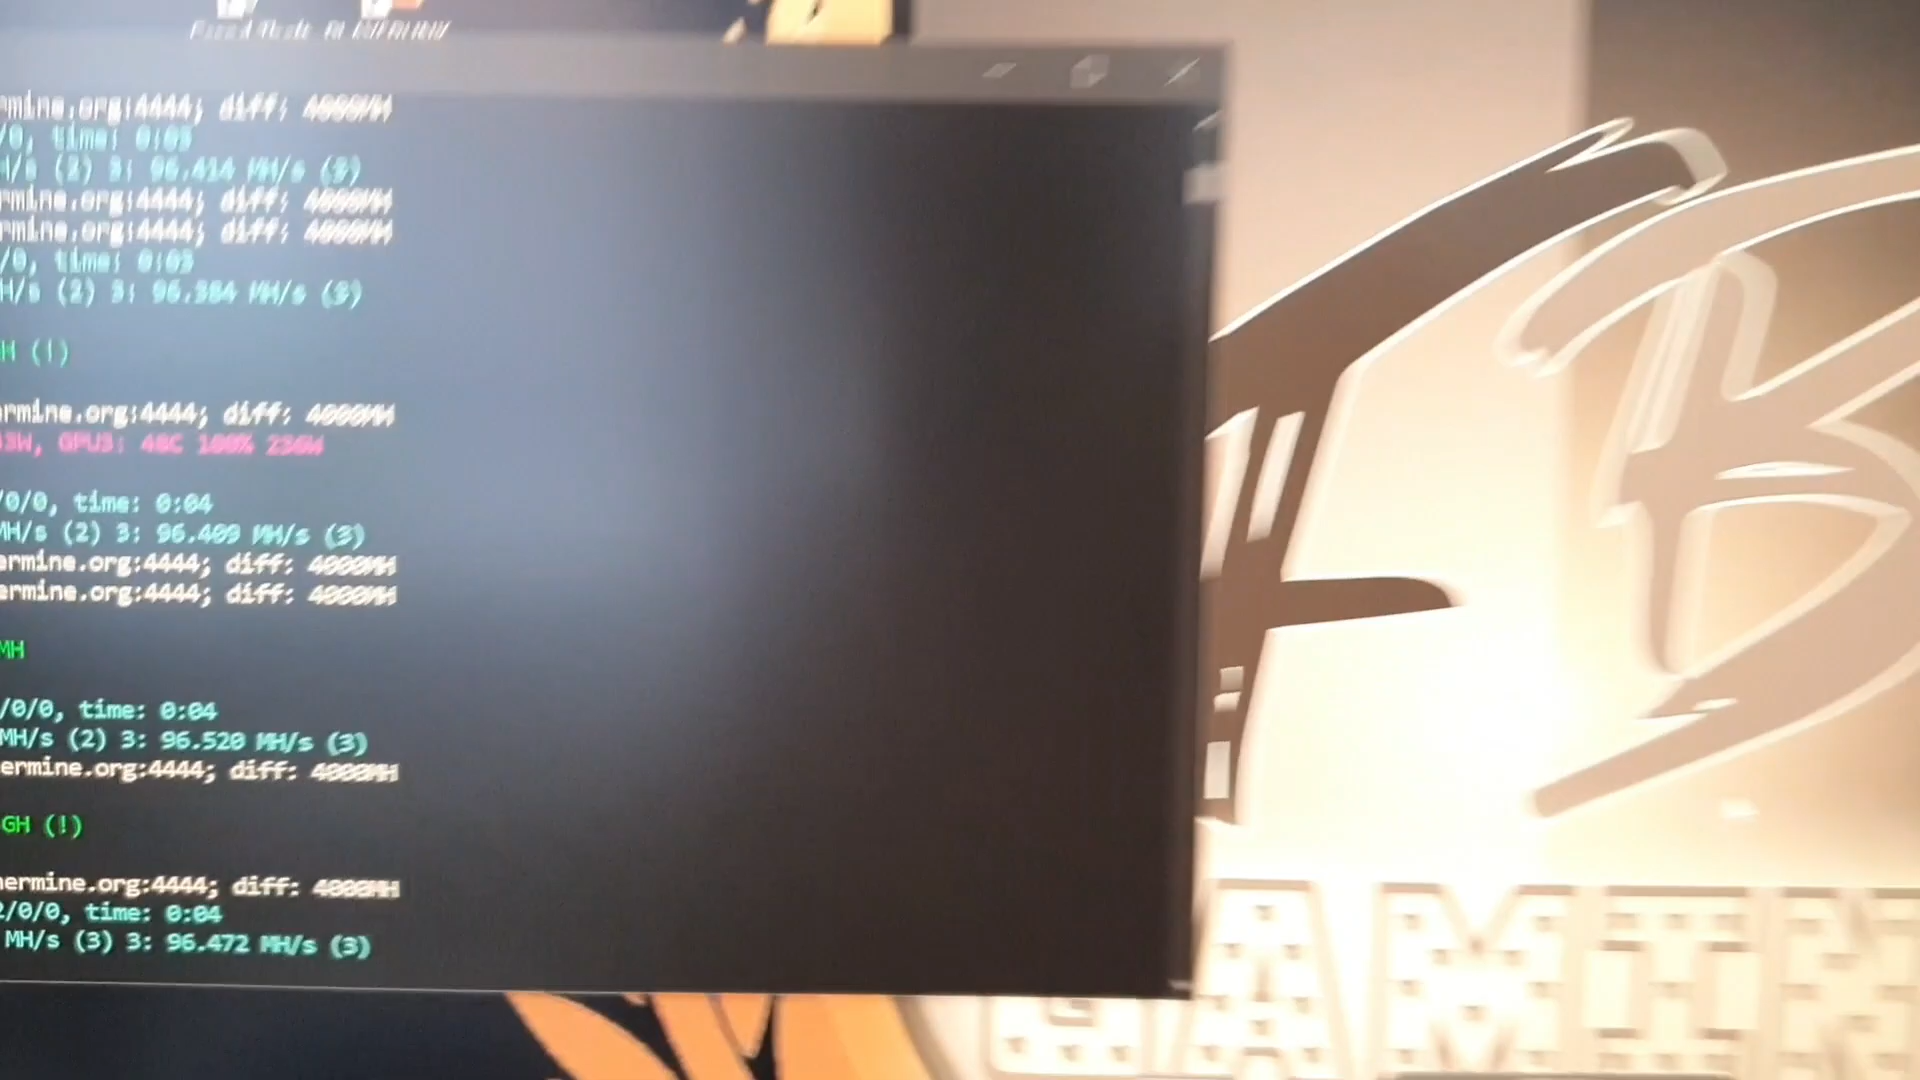 rmine.org:4444; diff: 4000MH
/0, time: 0:03
H/s (2) 3: 96.414 MH/s (3)
rmine.org:4444; diff: 4000MH
rmine.org:4444; diff: 4000MH
/0, time: 0:03
H/s (2) 3: 96.384 MH/s (3)
H (!)
ermine.org:4444; diff: 4000MH
3W, GPU3: 48C 100% 236W
/0/0, time: 0:04
MH/s (2) 3: 96.409 MH/s (3)
ermine.org:4444; diff: 4000MH
ermine.org:4444; diff: 4000MH
MH
/0/0, time: 0:04
MH/s (2) 3: 96.520 MH/s (3)
ermine.org:4444; diff: 4000MH
GH (!)
hermine.org:4444; diff: 4000MH
2/0/0, time: 0:04
MH/s (3) 3: 96.472 MH/s (3)
B
GAMIN